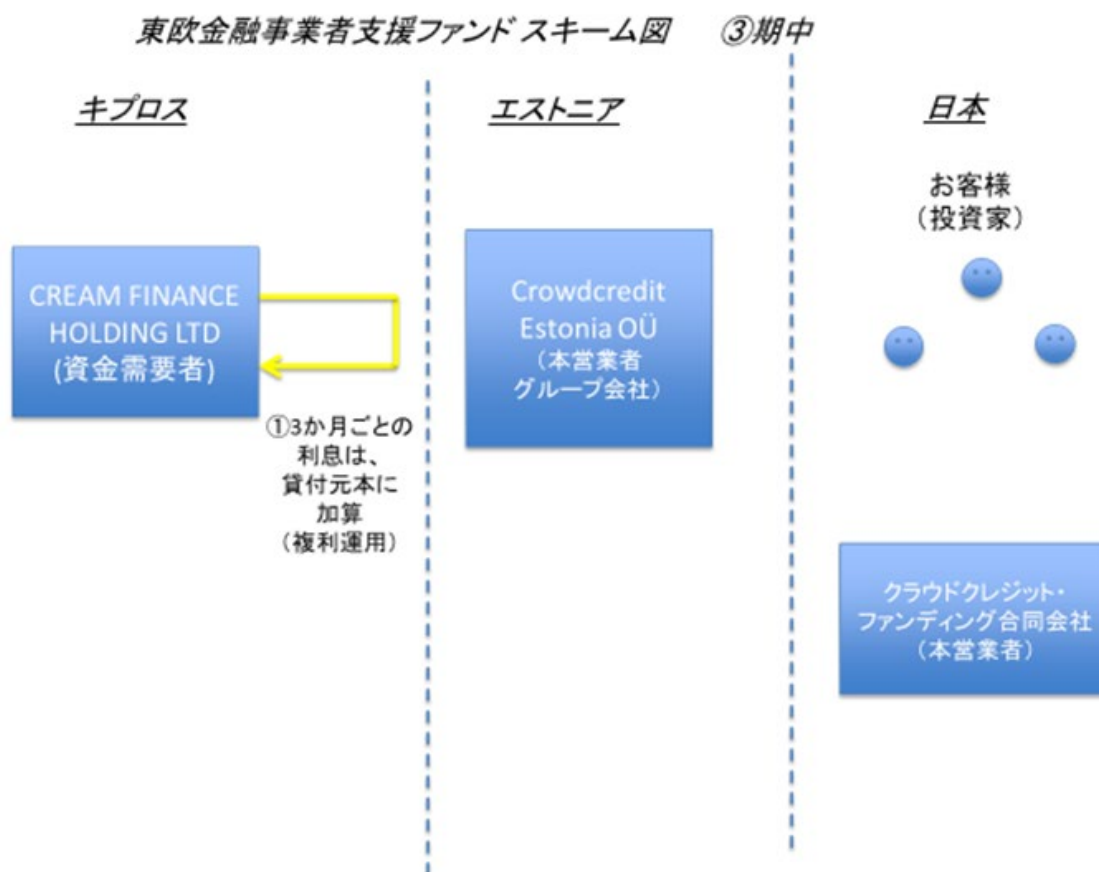 東欧金融事業者支援ファンド スキーム図 ③期中
キプロス
エストニア
日本
お客様
（投資家）
CREAM FINANCE
HOLDING LTD
(資金需要者)
Crowdcredit
Estonia OÜ
（本営業者
グループ会社）
①3か月ごとの
利息は、
貸付元本に
加算
（複利運用）
クラウドクレジット・
ファンディング合同会社
（本営業者）